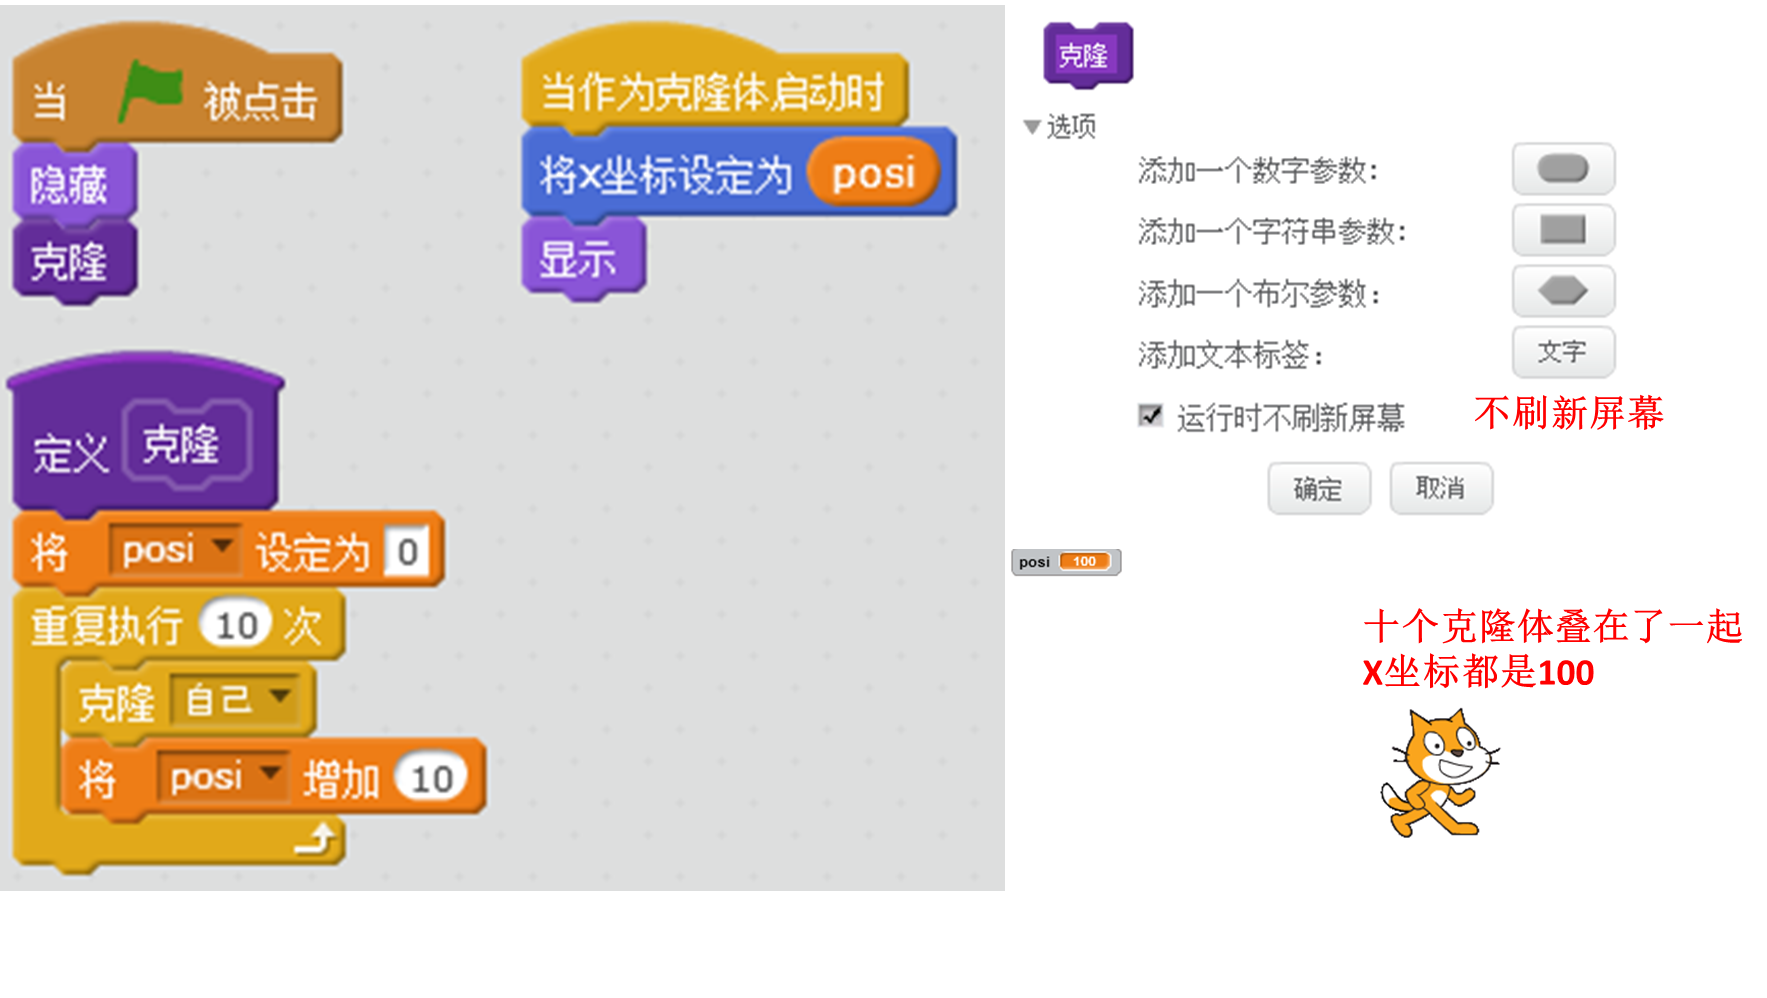 当 被点击
隐藏
克隆
定义 克隆
将 posi 设定为 0
重复执行 10 次
克隆 自己
将 posi 增加 10
当作为克隆体启动时
将x坐标设定为 posi
显示
克隆
选项
添加一个数字参数:
添加一个字符串参数:
添加一个布尔参数:
添加文本标签: 文字
运行时不刷新屏幕 不刷新屏幕
确定 取消
posi 100
十个克隆体叠在了一起
X坐标都是100